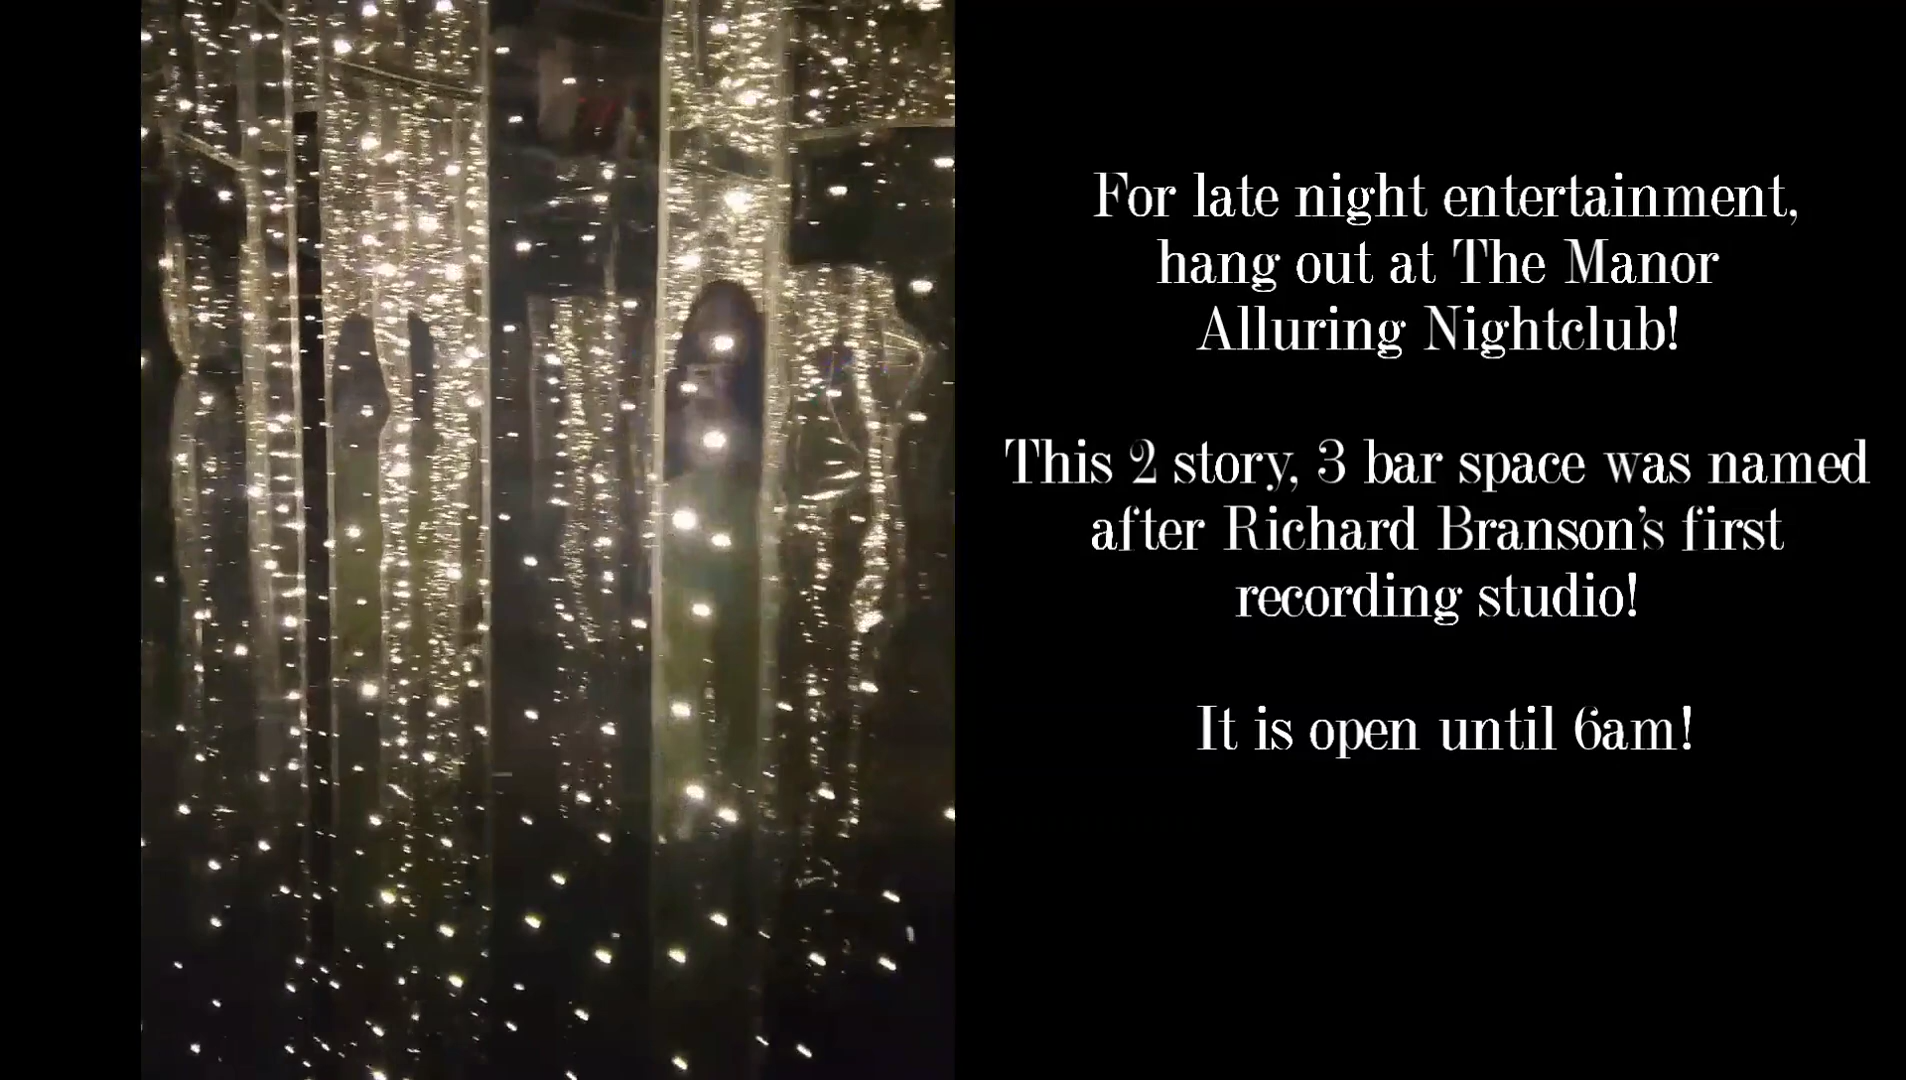 For late night entertainment,
hang out at The Manor
Alluring Nightclub!
This 2 story, 3 bar space was named
after Richard Branson's first
recording studio!
It is open until 6am!